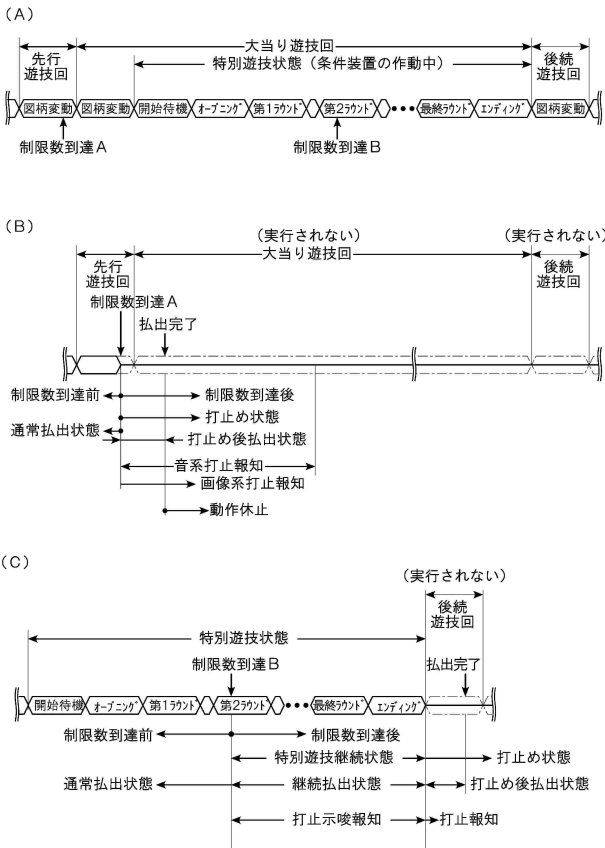 (A)
先行
遊技回
大当り遊技回
特別遊技状態（条件装置の作動中）
後続
遊技回
図柄変動 図柄変動 開始待機 ｵｰﾌﾟﾆﾝｸﾞ 第1ﾗｳﾝﾄﾞ 第2ﾗｳﾝﾄﾞ ●●● 最終ﾗｳﾝﾄﾞ ｴﾝﾃﾞｨﾝｸﾞ 図柄変動
制限数到達A 制限数到達B
(B)
（実行されない） （実行されない）
先行
遊技回
大当り遊技回
後続
遊技回
制限数到達A
払出完了
制限数到達前 制限数到達後
打止め状態
通常払出状態
打止め後払出状態
音系打止報知
画像系打止報知
動作休止
(C)
（実行されない）
後続
遊技回
特別遊技状態
制限数到達B
払出完了
開始待機 ｵｰﾌﾟﾆﾝｸﾞ 第1ﾗｳﾝﾄﾞ 第2ﾗｳﾝﾄﾞ ●●● 最終ﾗｳﾝﾄﾞ ｴﾝﾃﾞｨﾝｸﾞ
制限数到達前 制限数到達後
特別遊技継続状態 打止め状態
通常払出状態 継続払出状態 打止め後払出状態
打止示唆報知 打止報知